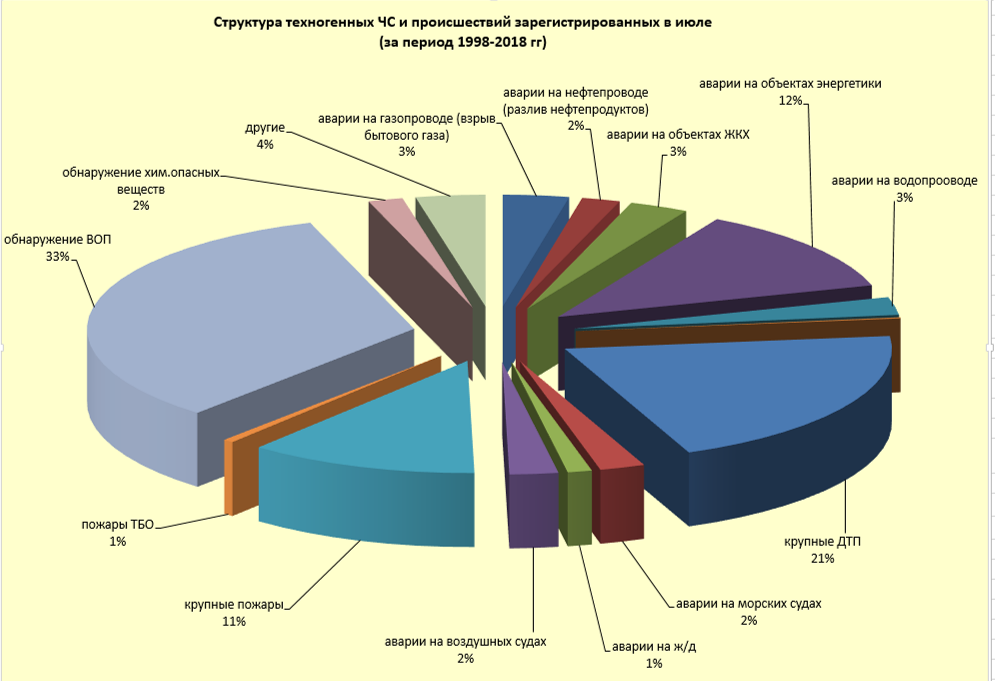 Структура техногенных ЧС и происшествий зарегистрированных в июле
(за период 1998-2018 гг)
аварии на объектах энергетики
12%
аварии на нефтепроводе
(разлив нефтепродуктов)
2%
аварии на газопроводе (взрыв
бытового газа)
3%
другие
4%
аварии на объектах ЖКХ
3%
обнаружение хим.опасных
веществ
2%
аварии на водопрооводе
3%
обнаружение ВОП
33%
пожары ТБО
1%
крупные ДТП
21%
крупные пожары
11%
аварии на морских судах
2%
аварии на воздушных судах
2%
аварии на ж/д
1%